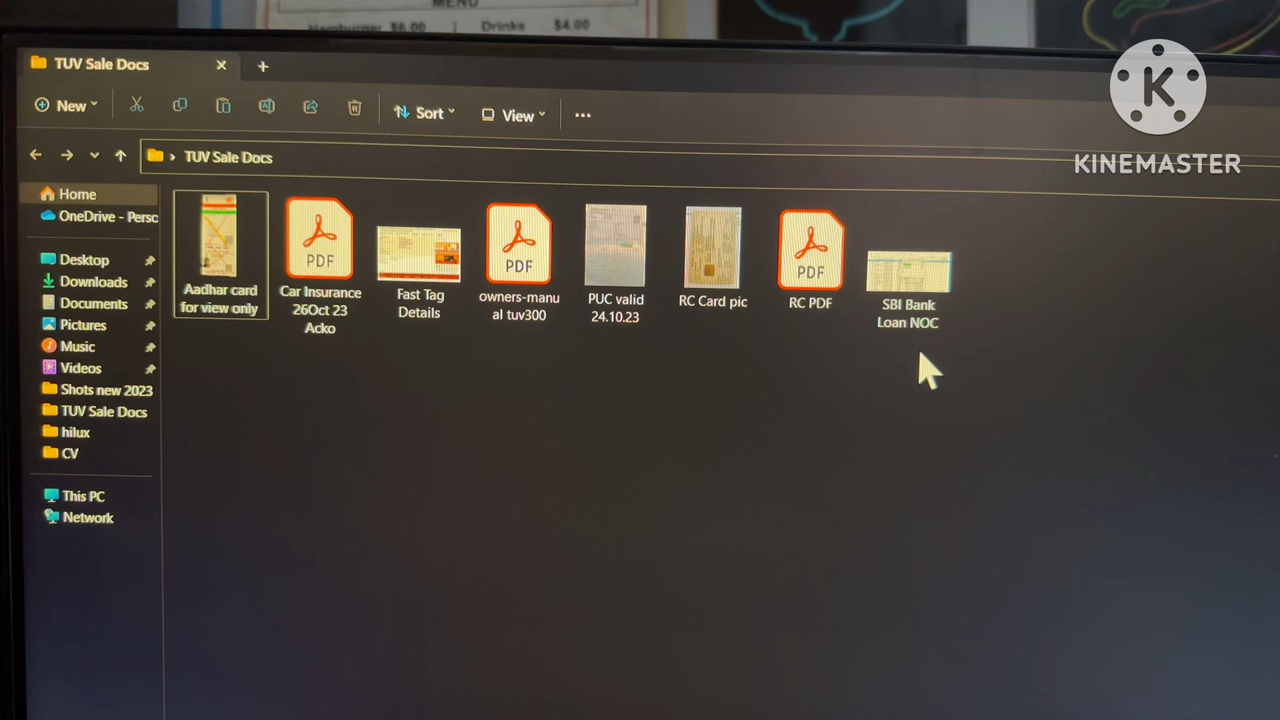 MENU
Hamburger $6.00 | Drinks $4.00
TUV Sale Docs
K
KINEMASTER
New
Sort
View
TUV Sale Docs
Home
OneDrive - Persc
Desktop
Downloads
Documents
Pictures
Music
Videos
Shots new 2023
TUV Sale Docs
hilux
CV
This PC
Network
Aadhar card
for view only
PDF
Car Insurance
26Oct 23
Acko
Fast Tag
Details
PDF
owners-manu
al tuv300
PUC valid
24.10.23
RC Card pic
PDF
RC PDF
SBI Bank
Loan NOC